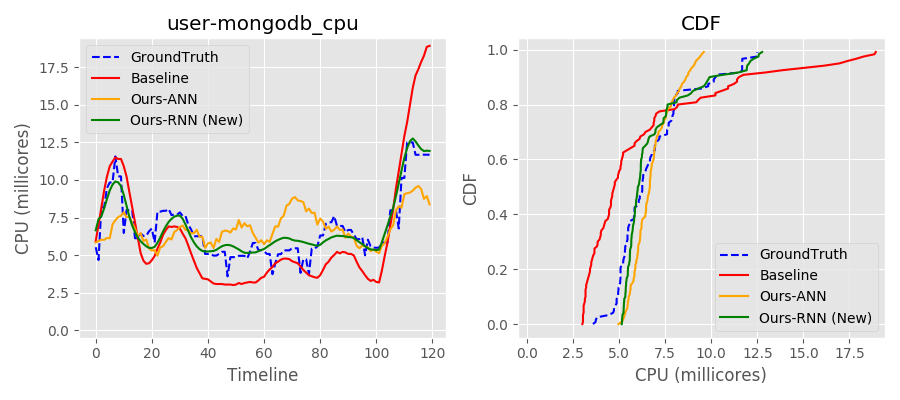 user-mongodb_cpu
CPU (millicores)
17.5
15.0
12.5
10.0
7.5
5.0
2.5
0.0
GroundTruth
Baseline
Ours-ANN
Ours-RNN (New)
0 20 40 60 80 100 120
Timeline
CDF
CDF
1.0
0.8
0.6
0.4
0.2
0.0
GroundTruth
Baseline
Ours-ANN
Ours-RNN (New)
0.0 2.5 5.0 7.5 10.0 12.5 15.0 17.5
CPU (millicores)